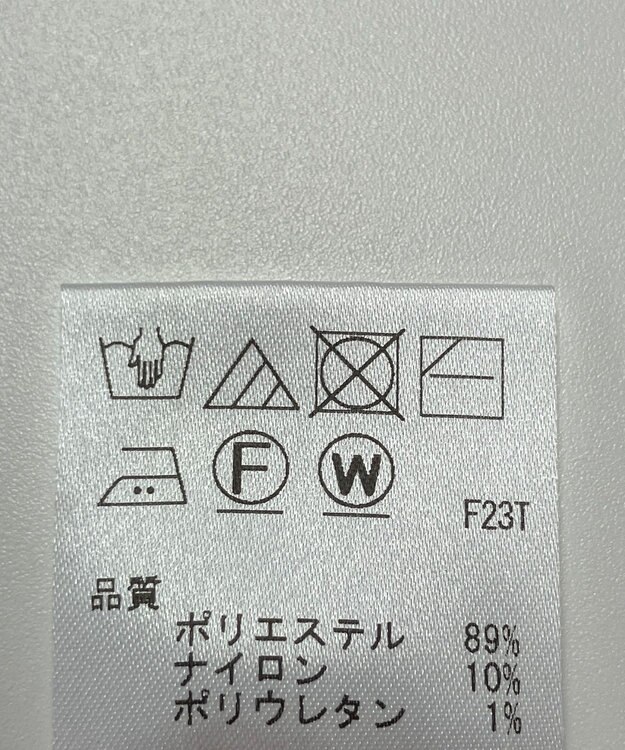 F W
F23T
品質
ポリエステル 89%
ナイロン 10%
ポリウレタン 1%